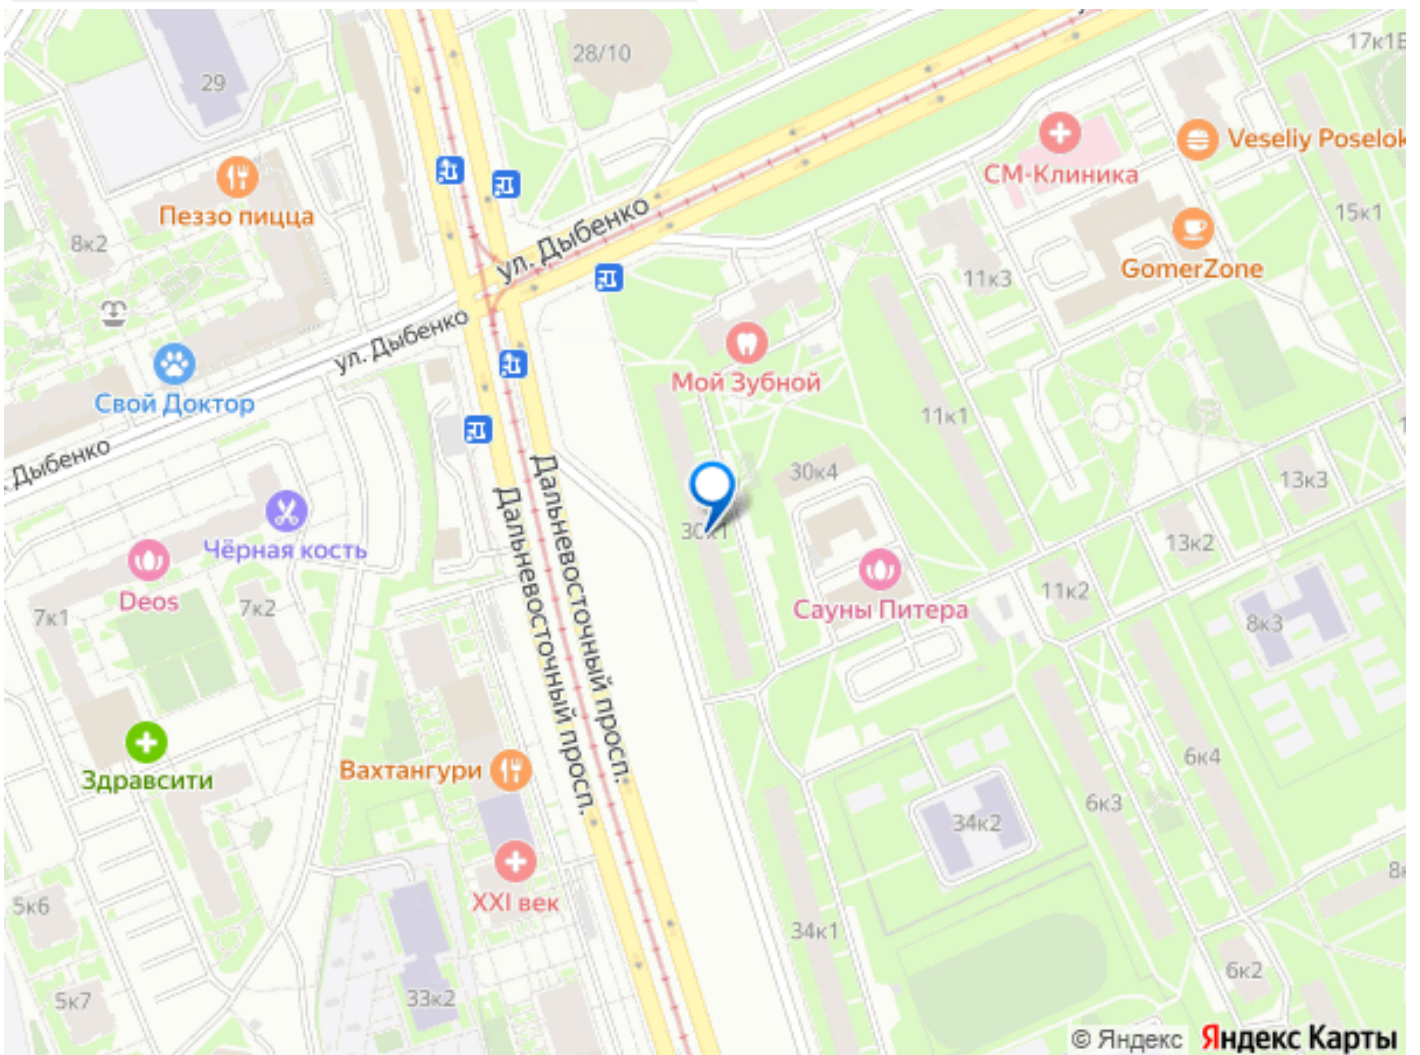 28/10
17к1Б
29
Veseliy Poselok
СМ-Клиника
Пеззо пицца
15к1
8к2
ул. Дыбенко
GomerZone
11к3
ул. Дыбенко
Мой Зубной
Свой Доктор
11к1
Дыбенко
30к4
13к3
Чёрная кость
30к1
13к2
Deos
Дальневосточный просп.
Дальневосточный просп.
Сауны Питера
11к2
7к1
7к2
8к3
Здравсити
Вахтангури
6к4
6к3
34к2
XXI век
5к6
34к1
6к2
5к7
33к2
© Яндекс Яндекс Карты